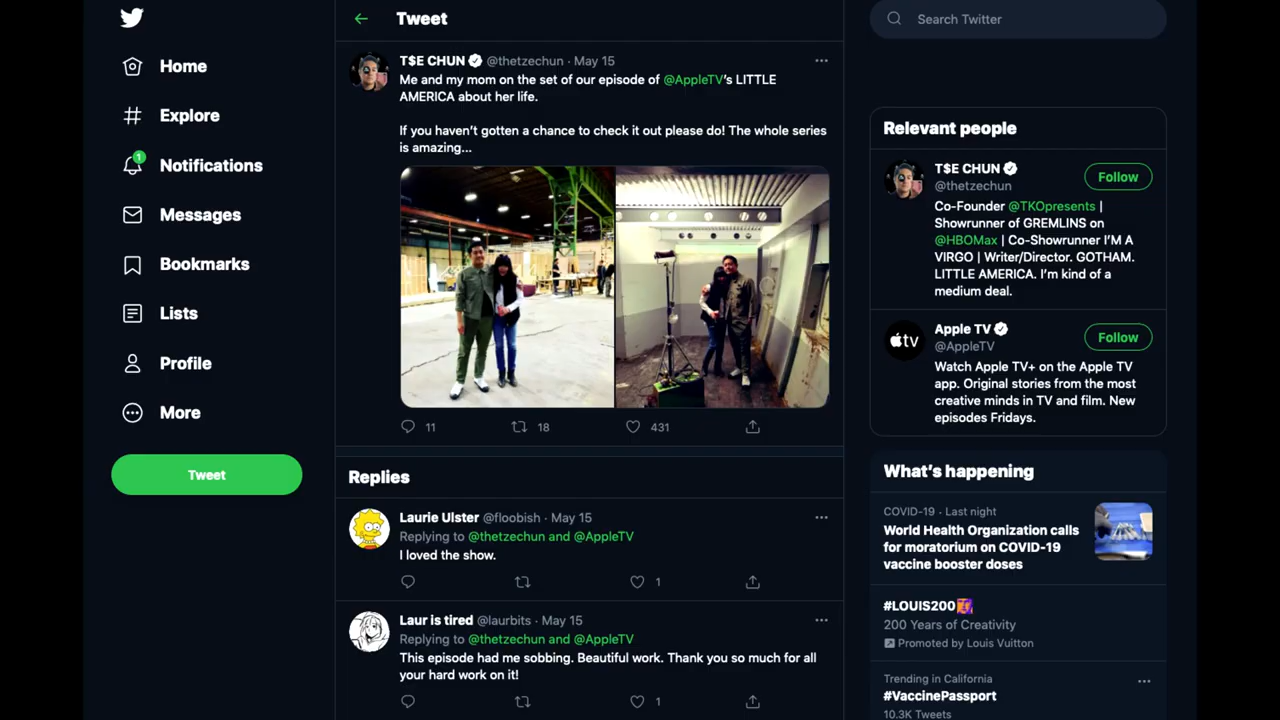 Home
Explore
1
Notifications
Messages
Bookmarks
Lists
Profile
More
Tweet
Tweet
T$E CHUN @thetzechun · May 15
Me and my mom on the set of our episode of @AppleTV's LITTLE
AMERICA about her life.
If you haven't gotten a chance to check it out please do! The whole series
is amazing...
11 18 431
Replies
Laurie Ulster @floobish · May 15
Replying to @thetzechun and @AppleTV
I loved the show.
1
Laur is tired @laurbits · May 15
Replying to @thetzechun and @AppleTV
This episode had me sobbing. Beautiful work. Thank you so much for all
your hard work on it!
1
Search Twitter
Relevant people
T$E CHUN
@thetzechun
Follow
Co-Founder @TKOpresents |
Showrunner of GREMLINS on
@HBOMax | Co-Showrunner I'M A
VIRGO | Writer/Director. GOTHAM.
LITTLE AMERICA. I'm kind of a
medium deal.
tv
Apple TV
@AppleTV
Follow
Watch Apple TV+ on the Apple TV
app. Original stories from the most
creative minds in TV and film. New
episodes Fridays.
What's happening
COVID-19 · Last night
World Health Organization calls
for moratorium on COVID-19
vaccine booster doses
#LOUIS200
200 Years of Creativity
Promoted by Louis Vuitton
Trending in California
#VaccinePassport
10.3K Tweets